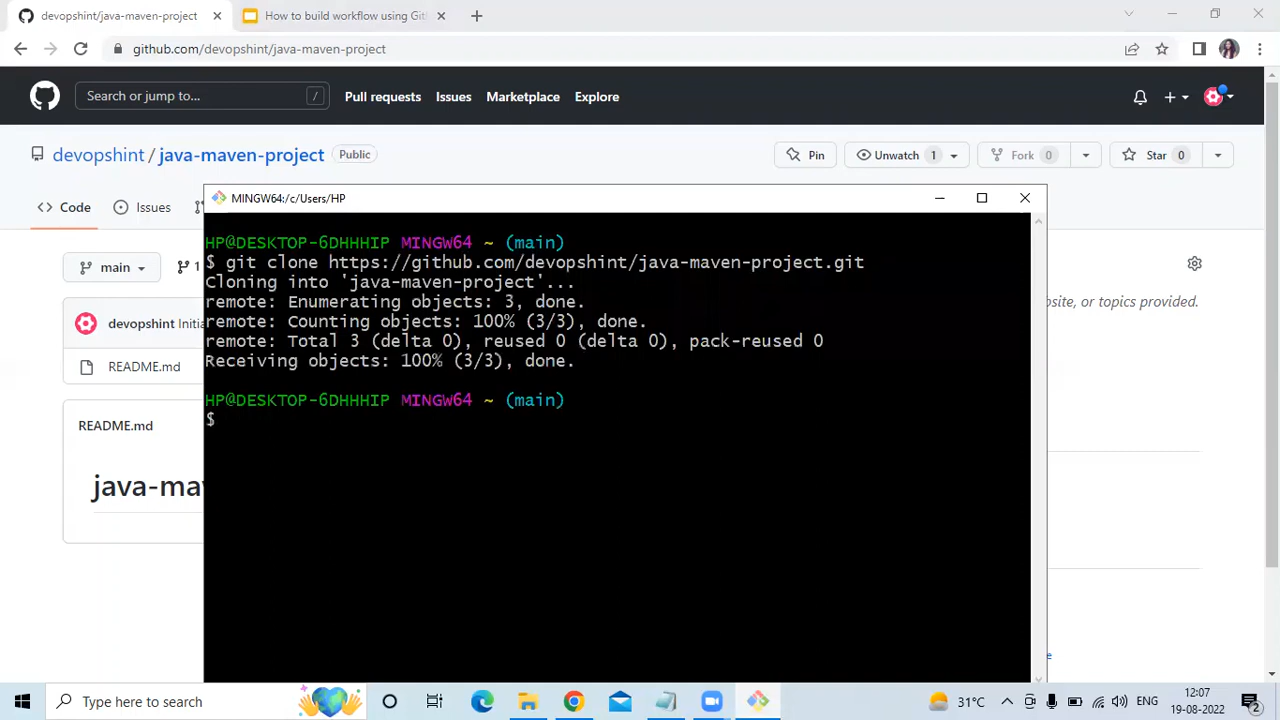 devopshint/java-maven-project
How to build workflow using Git
github.com/devopshint/java-maven-project
Search or jump to...
/
Pull requests
Issues
Marketplace
Explore
devopshint / java-maven-project
Public
Pin
Unwatch 1
Fork 0
Star 0
Code
Issues
MINGW64:/c/Users/HP
main
1
HP@DESKTOP-6DHHHIP MINGW64 ~ (main)
$ git clone https://github.com/devopshint/java-maven-project.git
Cloning into 'java-maven-project'...
remote: Enumerating objects: 3, done.
remote: Counting objects: 100% (3/3), done.
remote: Total 3 (delta 0), reused 0 (delta 0), pack-reused 0
Receiving objects: 100% (3/3), done.
HP@DESKTOP-6DHHHIP MINGW64 ~ (main)
$
site, or topics provided.
devopshint Initia
README.md
README.md
java-mav
e
Type here to search
31°C
ENG
12:07
19-08-2022
2